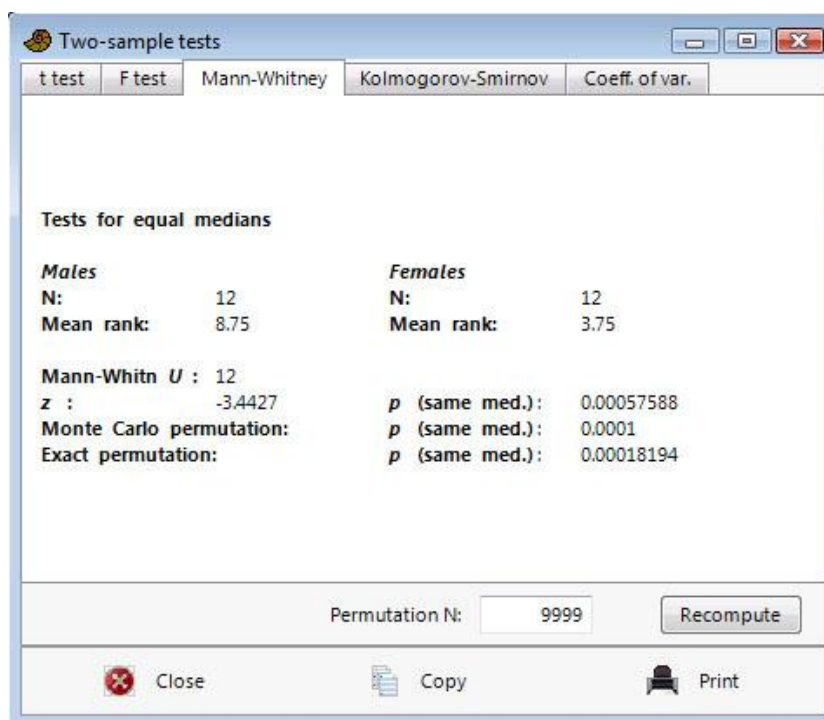 Two-sample tests
t test F test Mann-Whitney Kolmogorov-Smirnov Coeff. of var.
Tests for equal medians
Males Females
N: 12 N: 12
Mean rank: 8.75 Mean rank: 3.75
Mann-Whitn U : 12
z : -3.4427 p (same med.): 0.00057588
Monte Carlo permutation: p (same med.): 0.0001
Exact permutation: p (same med.): 0.00018194
Permutation N: 9999 Recompute
Close Copy Print